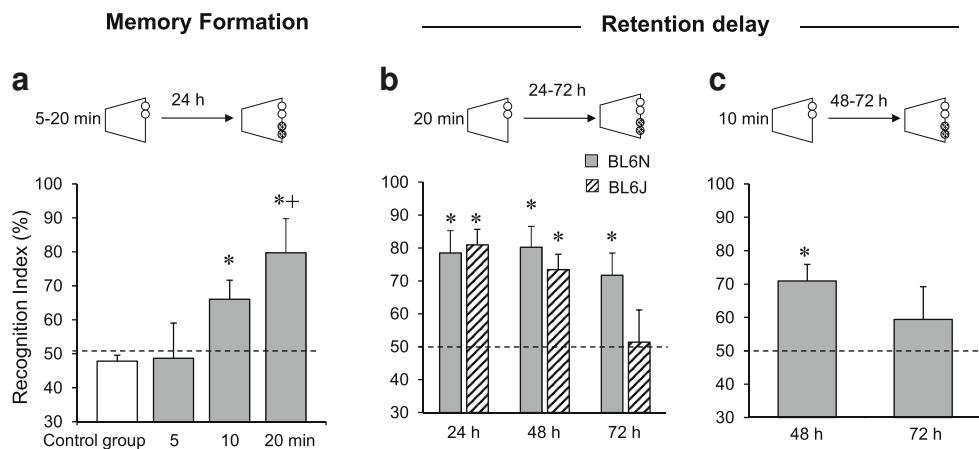 Memory Formation
Retention delay
a
5-20 min
24 h
b
20 min
24-72 h
c
10 min
48-72 h
BL6N
BL6J
Recognition Index (%)
100
90
80
70
60
50
40
30
*
*+
Control group
5
10
20 min
100
90
80
70
60
50
40
30
* *
*
*
*
24 h
48 h
72 h
100
90
80
70
60
50
40
30
*
48 h
72 h